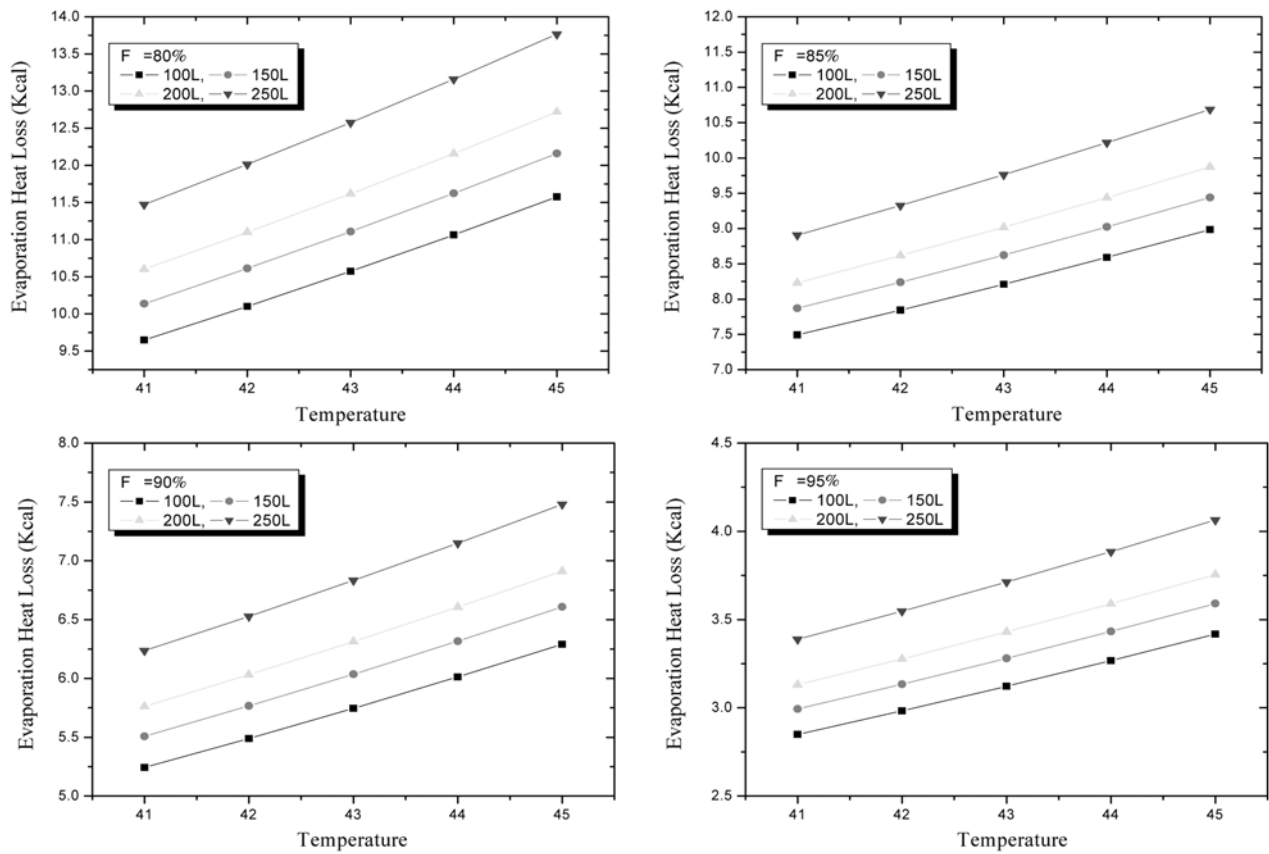 F =80%
100L, 150L
200L, 250L
14.0
13.5
13.0
12.5
12.0
11.5
11.0
10.5
10.0
9.5
Evaporation Heat Loss (Kcal)
41 42 43 44 45
Temperature
F =85%
100L, 150L
200L, 250L
12.0
11.5
11.0
10.5
10.0
9.5
9.0
8.5
8.0
7.5
7.0
Evaporation Heat Loss (Kcal)
41 42 43 44 45
Temperature
F =90%
100L, 150L
200L, 250L
8.0
7.5
7.0
6.5
6.0
5.5
5.0
Evaporation Heat Loss (Kcal)
41 42 43 44 45
Temperature
F =95%
100L, 150L
200L, 250L
4.5
4.0
3.5
3.0
2.5
Evaporation Heat Loss (Kcal)
41 42 43 44 45
Temperature